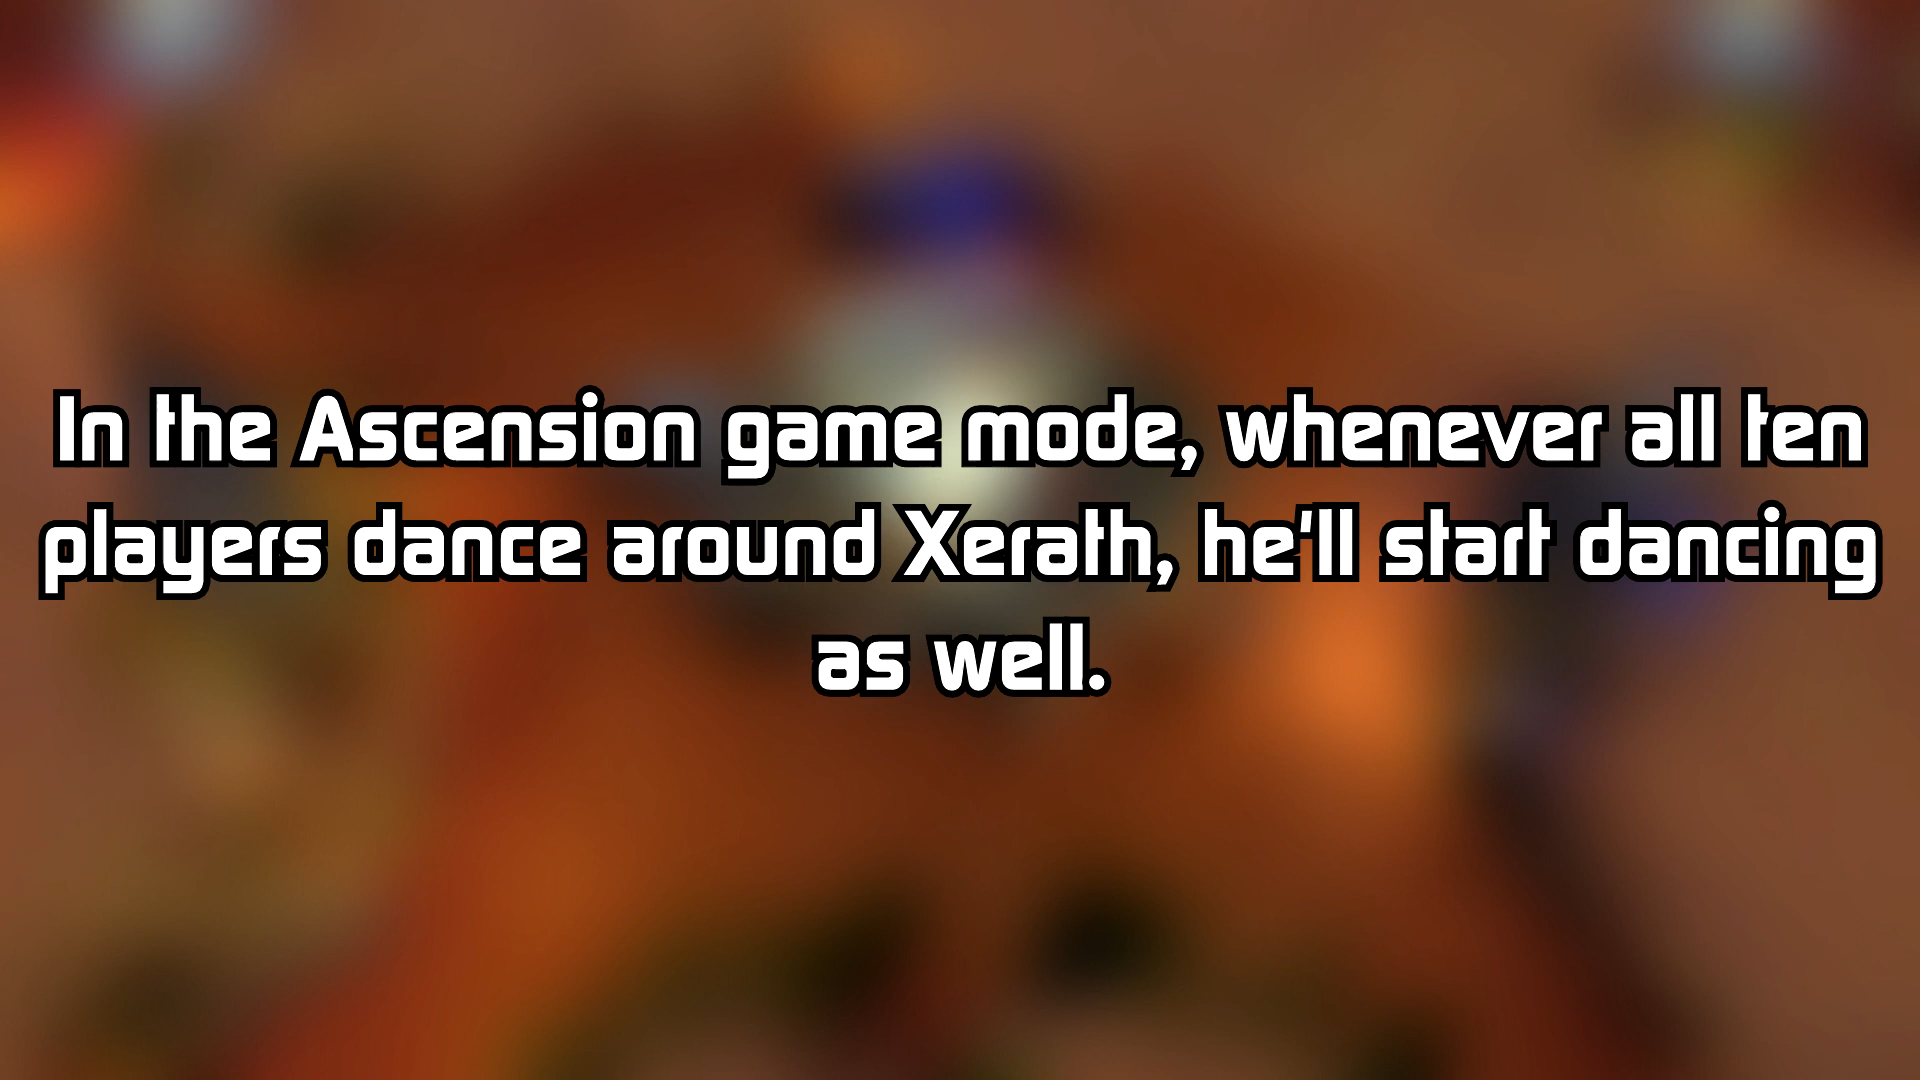 In the Ascension game mode, whenever all ten
players dance around Xerath, he'll start dancing
as well.